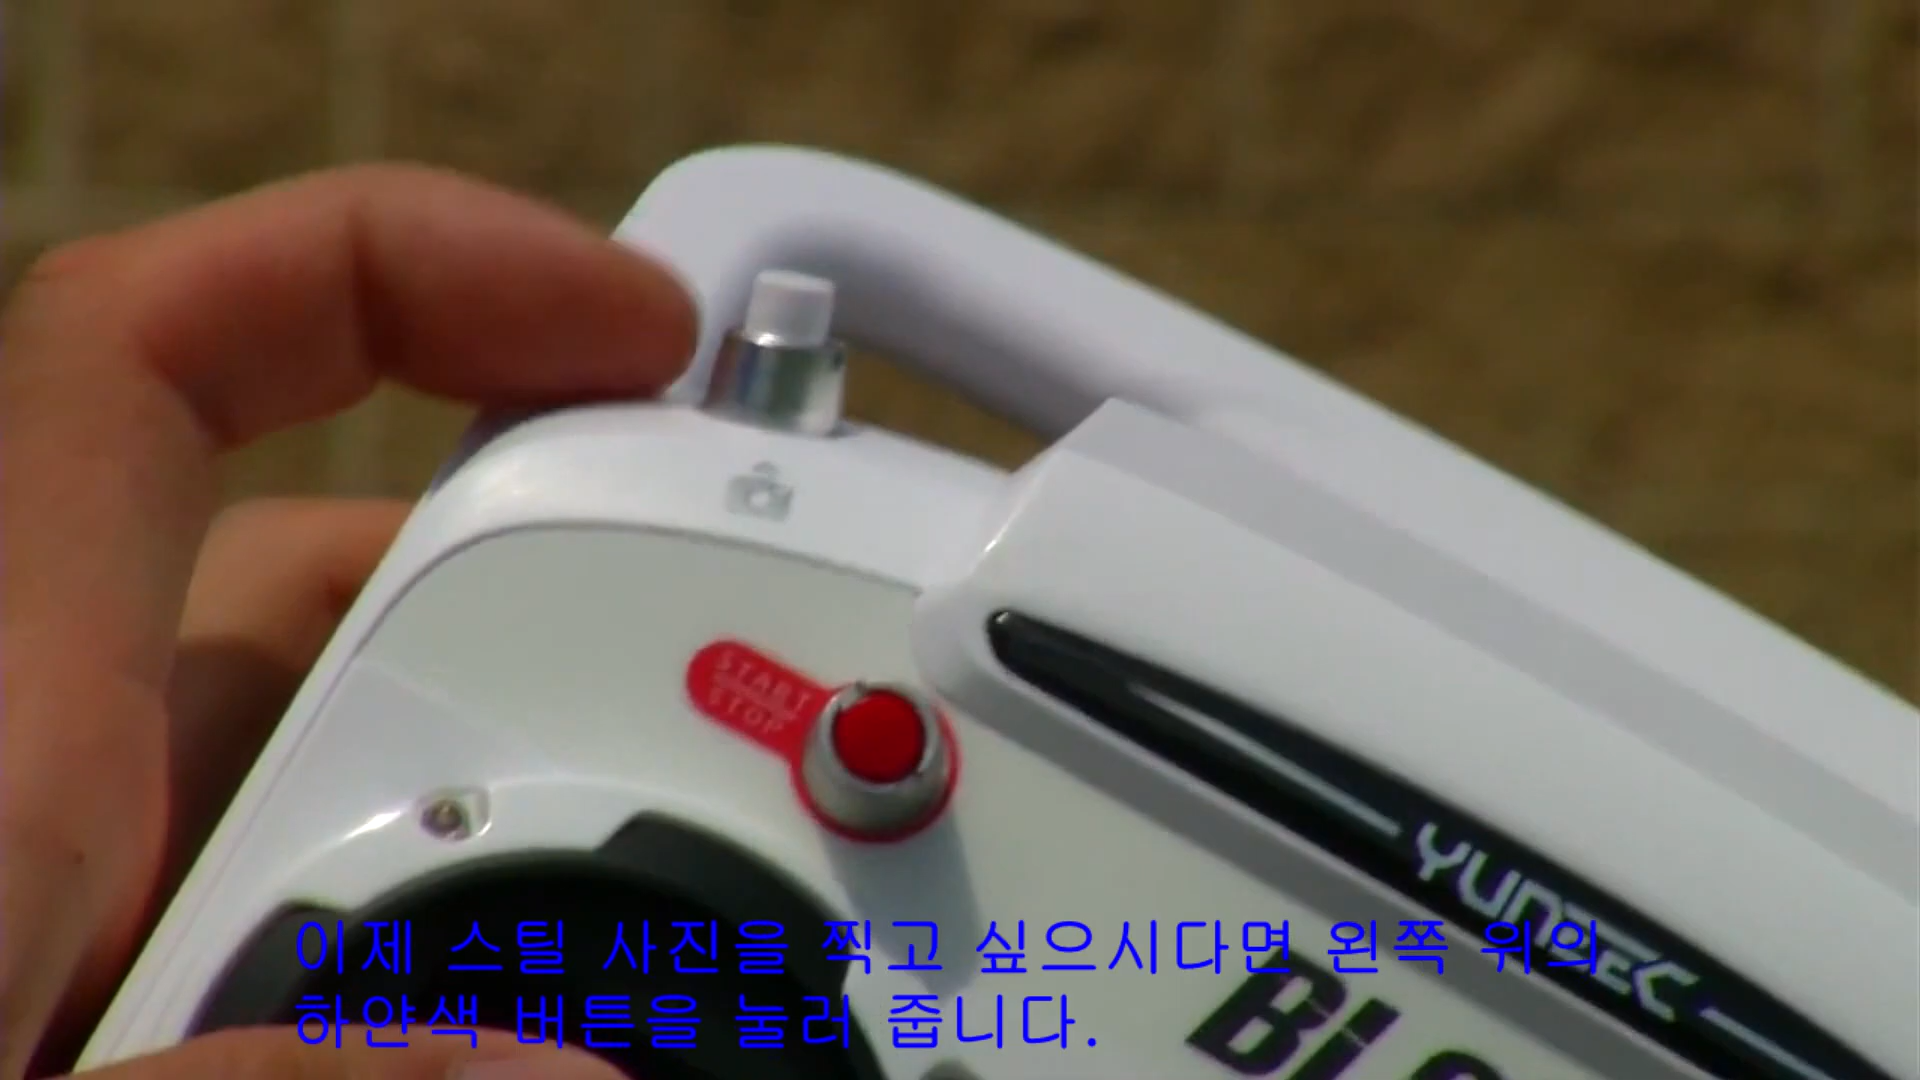 START
STOP
YUNEEC
이제 스틸 사진을 찍고 싶으시다면 왼쪽 위의
하얀색 버튼을 눌러 줍니다.